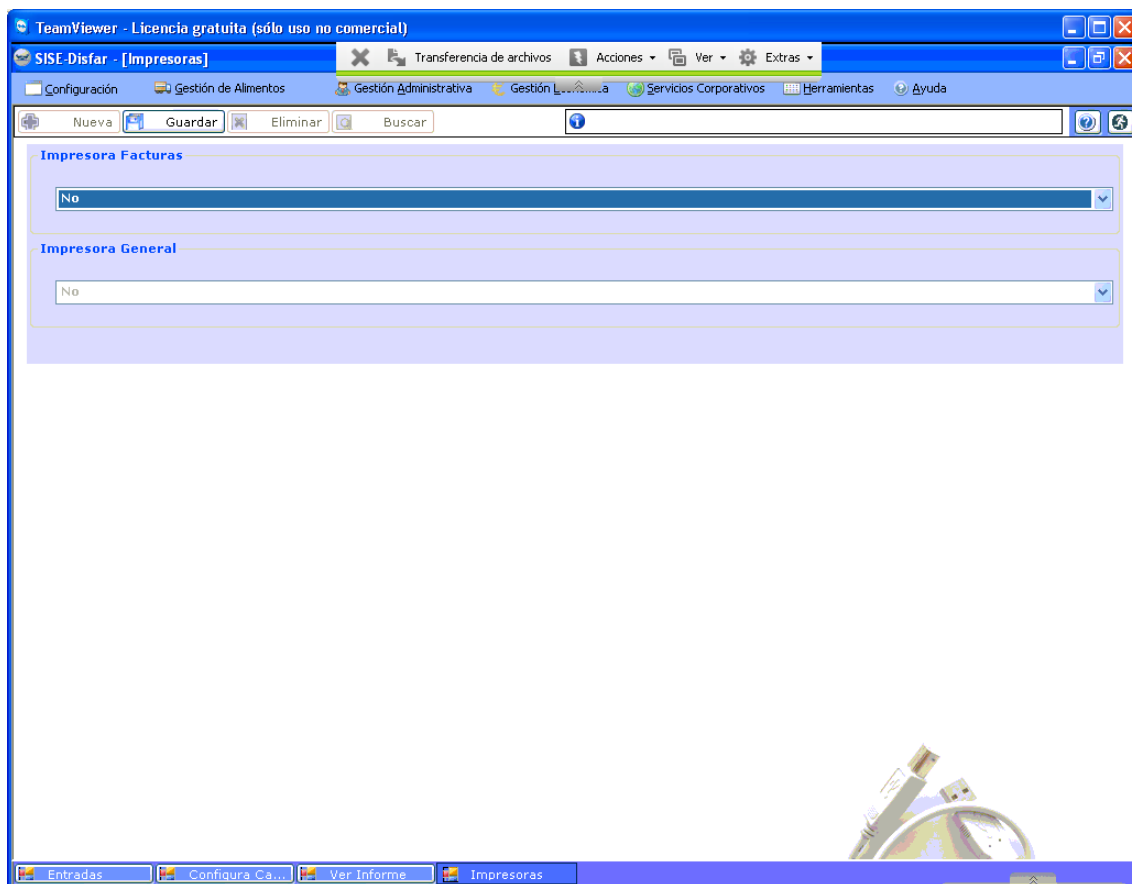 TeamViewer - Licencia gratuita (sólo uso no comercial)
SISE-Disfar - [Impresoras]
Transferencia de archivos Acciones Ver Extras
Configuración Gestión de Alimentos Gestión Administrativa Gestión Servicios Corporativos Herramientas Ayuda
Nueva Guardar Eliminar Buscar
Impresora Facturas
No
Impresora General
No
Entradas Configura Ca... Ver Informe Impresoras